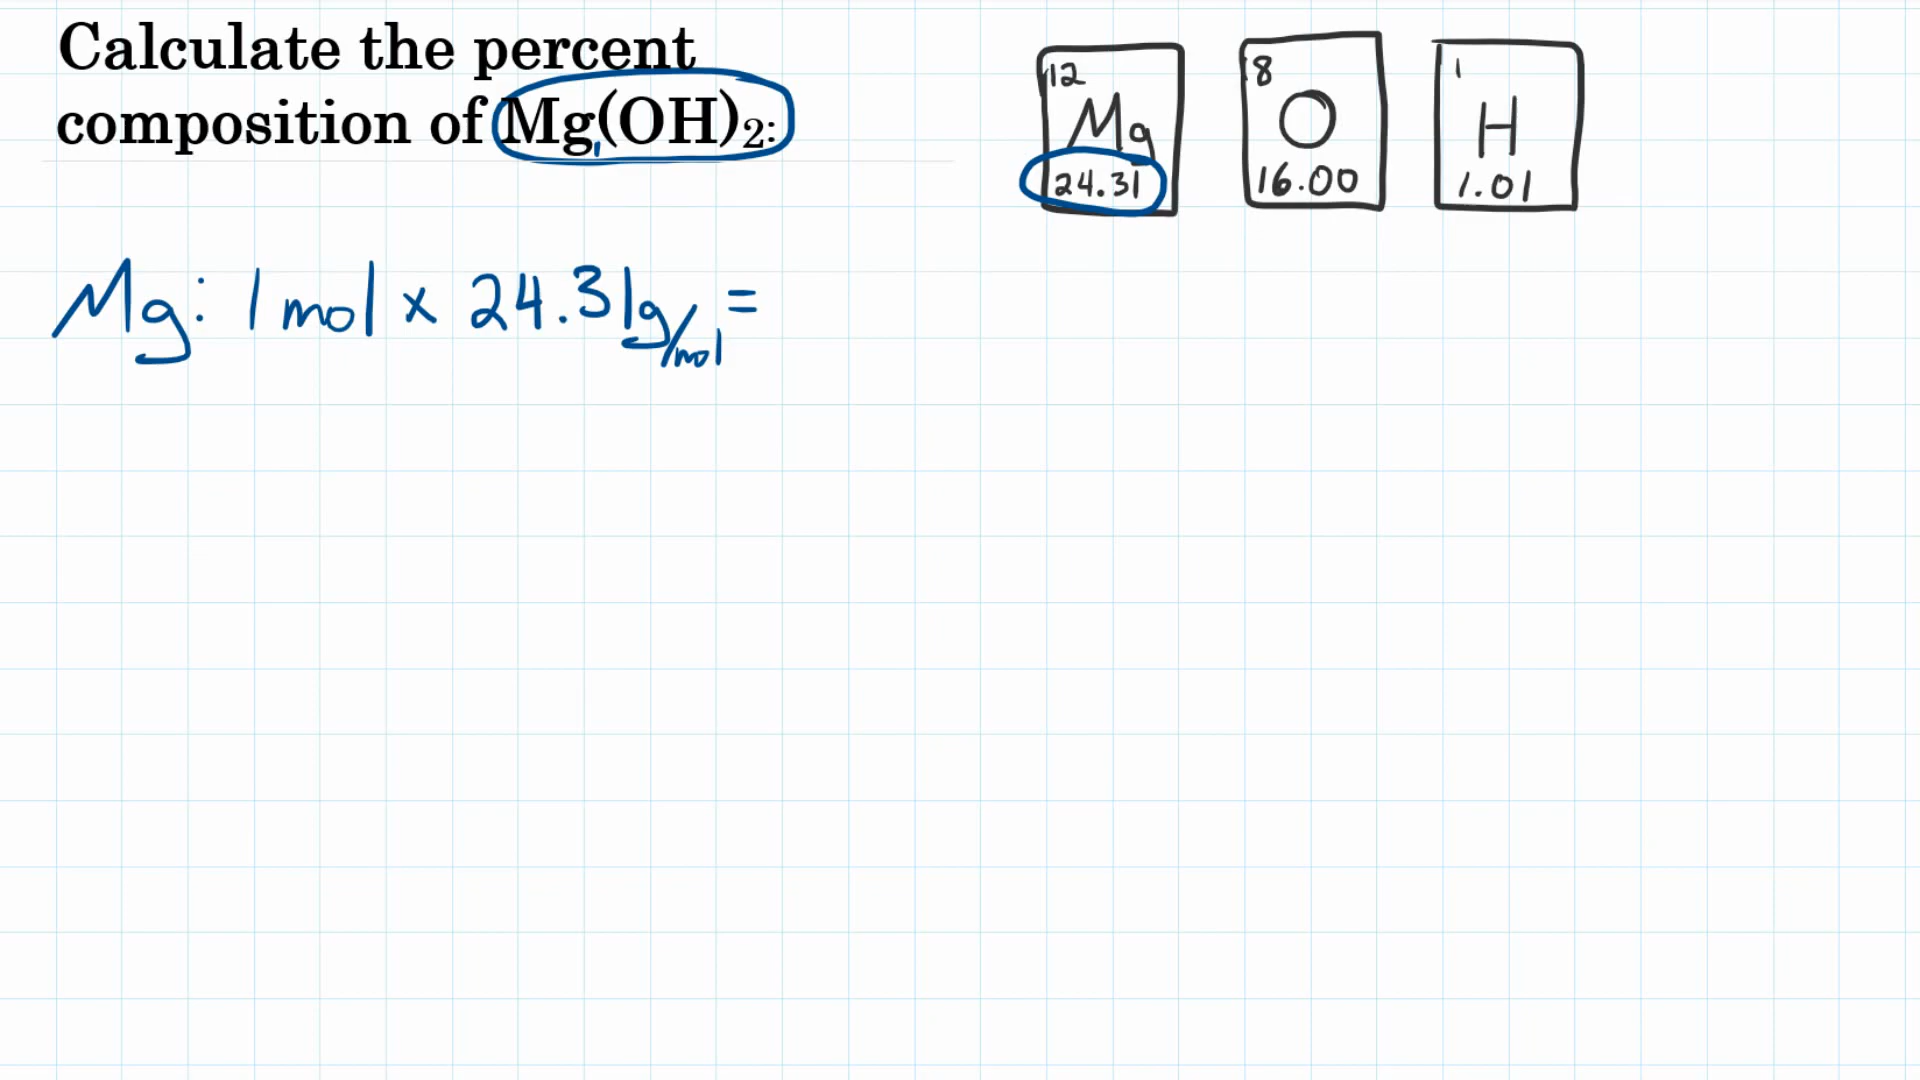 Calculate the percent
composition of Mg(OH)₂:
12
Mg
24.31
8
O
16.00
1
H
1.01
Mg: 1 mol x 24.31g/mol =